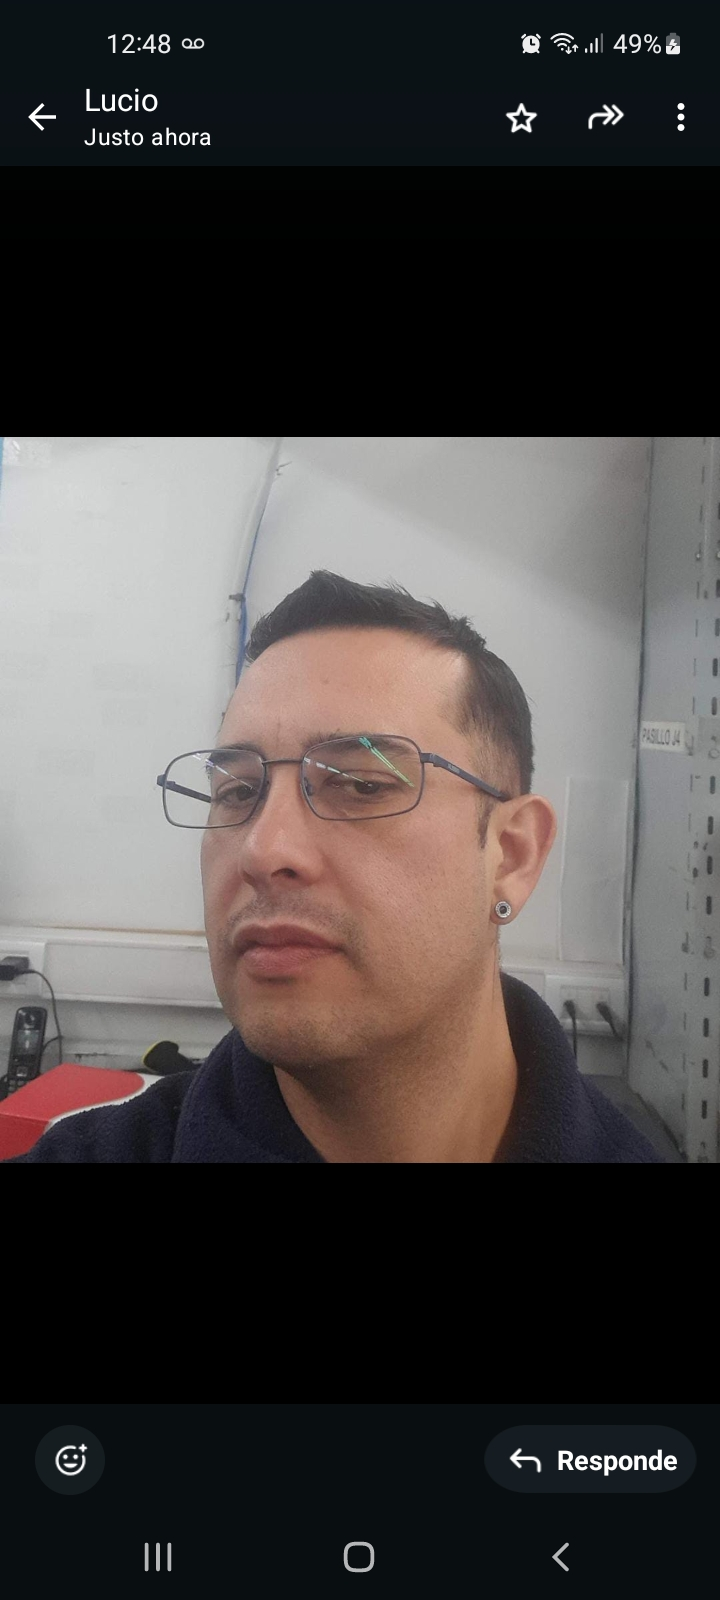 12:48
49%
Lucio
Justo ahora
PASILLO J4
Responde